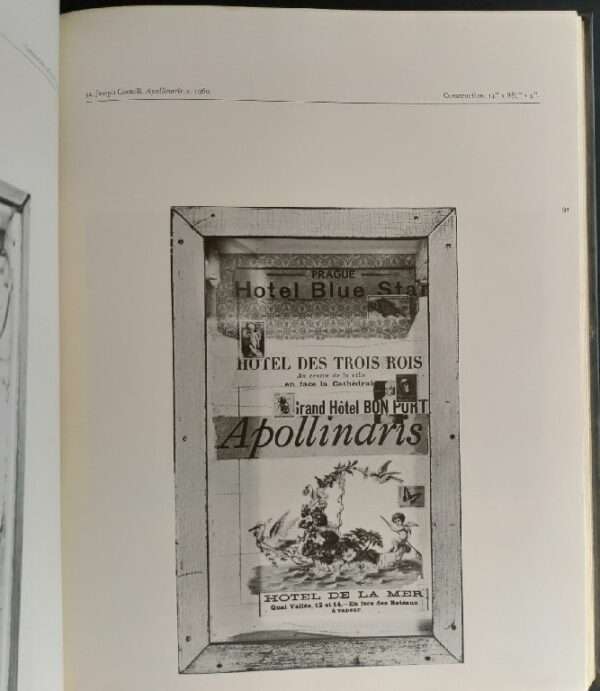 Joseph Cornell. Apollinaris. c. 1960.
Construction.
PRAGUE
Hotel Blue Star
HOTEL DES TROIS ROIS
Au centre de la ville
en face la Cathédral
Grand Hôtel BON PORT
Apollinaris
HOTEL DE LA MER
Quai Vallée, 12 et 14,—En face des Bateaux
à vapeur